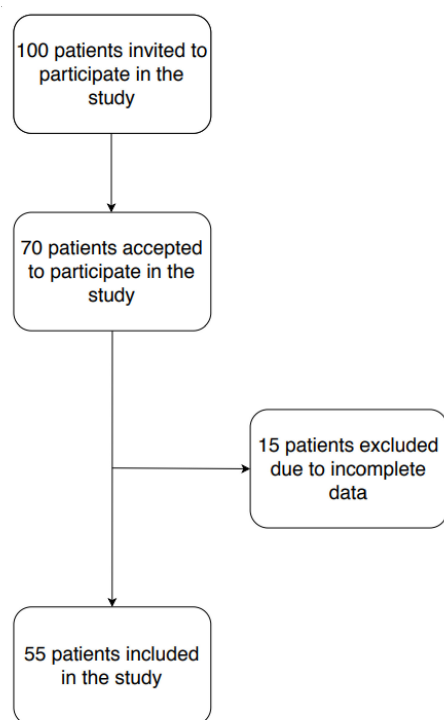 100 patients invited to
participate in the
study
70 patients accepted
to participate in the
study
15 patients excluded
due to incomplete
data
55 patients included
in the study